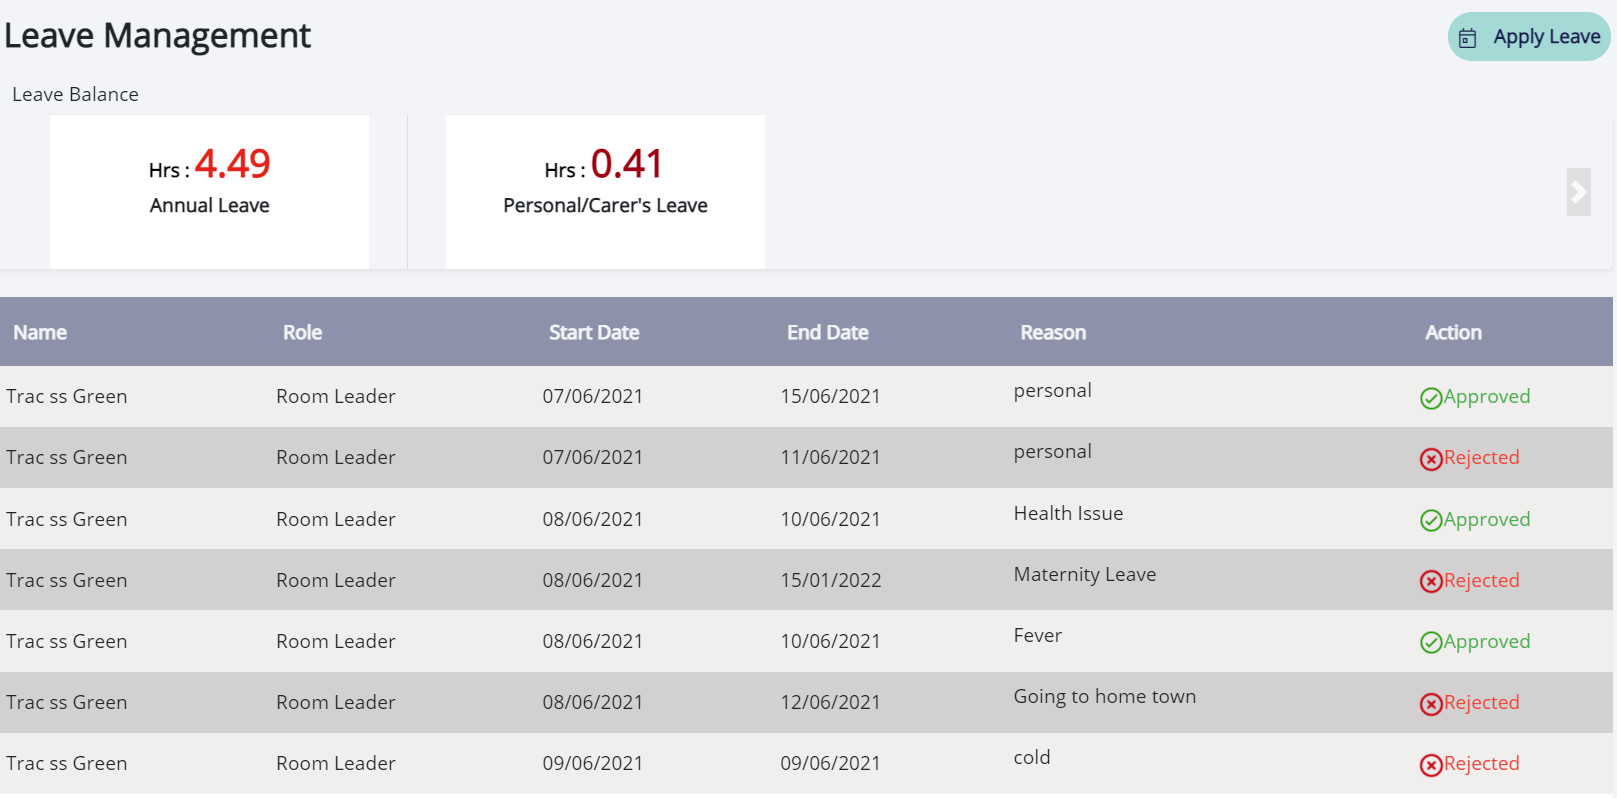 Leave Management
Apply Leave
Leave Balance
Hrs : 4.49
Annual Leave
Hrs : 0.41
Personal/Carer's Leave
Name Role Start Date End Date Reason Action
Trac ss Green Room Leader 07/06/2021 15/06/2021 personal Approved
Trac ss Green Room Leader 07/06/2021 11/06/2021 personal Rejected
Trac ss Green Room Leader 08/06/2021 10/06/2021 Health Issue Approved
Trac ss Green Room Leader 08/06/2021 15/01/2022 Maternity Leave Rejected
Trac ss Green Room Leader 08/06/2021 10/06/2021 Fever Approved
Trac ss Green Room Leader 08/06/2021 12/06/2021 Going to home town Rejected
Trac ss Green Room Leader 09/06/2021 09/06/2021 cold Rejected